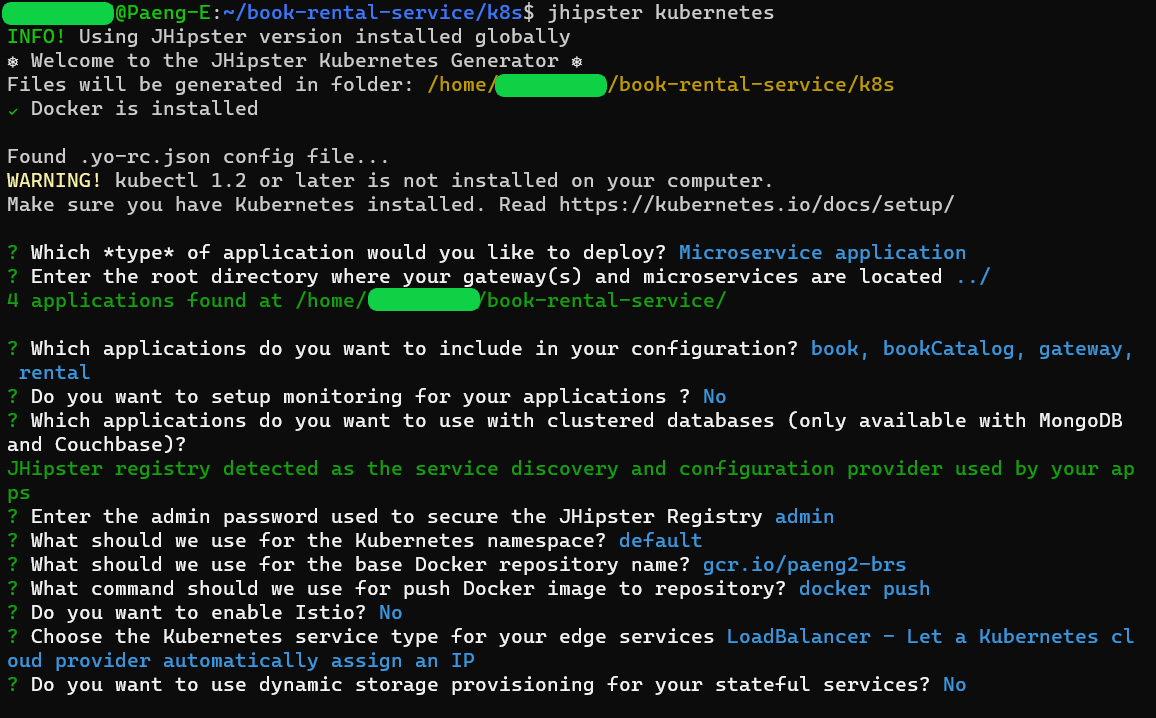 @Paeng-E:~/book-rental-service/k8s$ jhipster kubernetes
INFO! Using JHipster version installed globally
⎈ Welcome to the JHipster Kubernetes Generator ⎈
Files will be generated in folder: /home/ /book-rental-service/k8s
✓ Docker is installed
Found .yo-rc.json config file...
WARNING! kubectl 1.2 or later is not installed on your computer.
Make sure you have Kubernetes installed. Read https://kubernetes.io/docs/setup/
? Which *type* of application would you like to deploy? Microservice application
? Enter the root directory where your gateway(s) and microservices are located ../
4 applications found at /home/ /book-rental-service/
? Which applications do you want to include in your configuration? book, bookCatalog, gateway,
rental
? Do you want to setup monitoring for your applications ? No
? Which applications do you want to use with clustered databases (only available with MongoDB
and Couchbase)?
JHipster registry detected as the service discovery and configuration provider used by your ap
ps
? Enter the admin password used to secure the JHipster Registry admin
? What should we use for the Kubernetes namespace? default
? What should we use for the base Docker repository name? gcr.io/paeng2-brs
? What command should we use for push Docker image to repository? docker push
? Do you want to enable Istio? No
? Choose the Kubernetes service type for your edge services LoadBalancer - Let a Kubernetes cl
oud provider automatically assign an IP
? Do you want to use dynamic storage provisioning for your stateful services? No